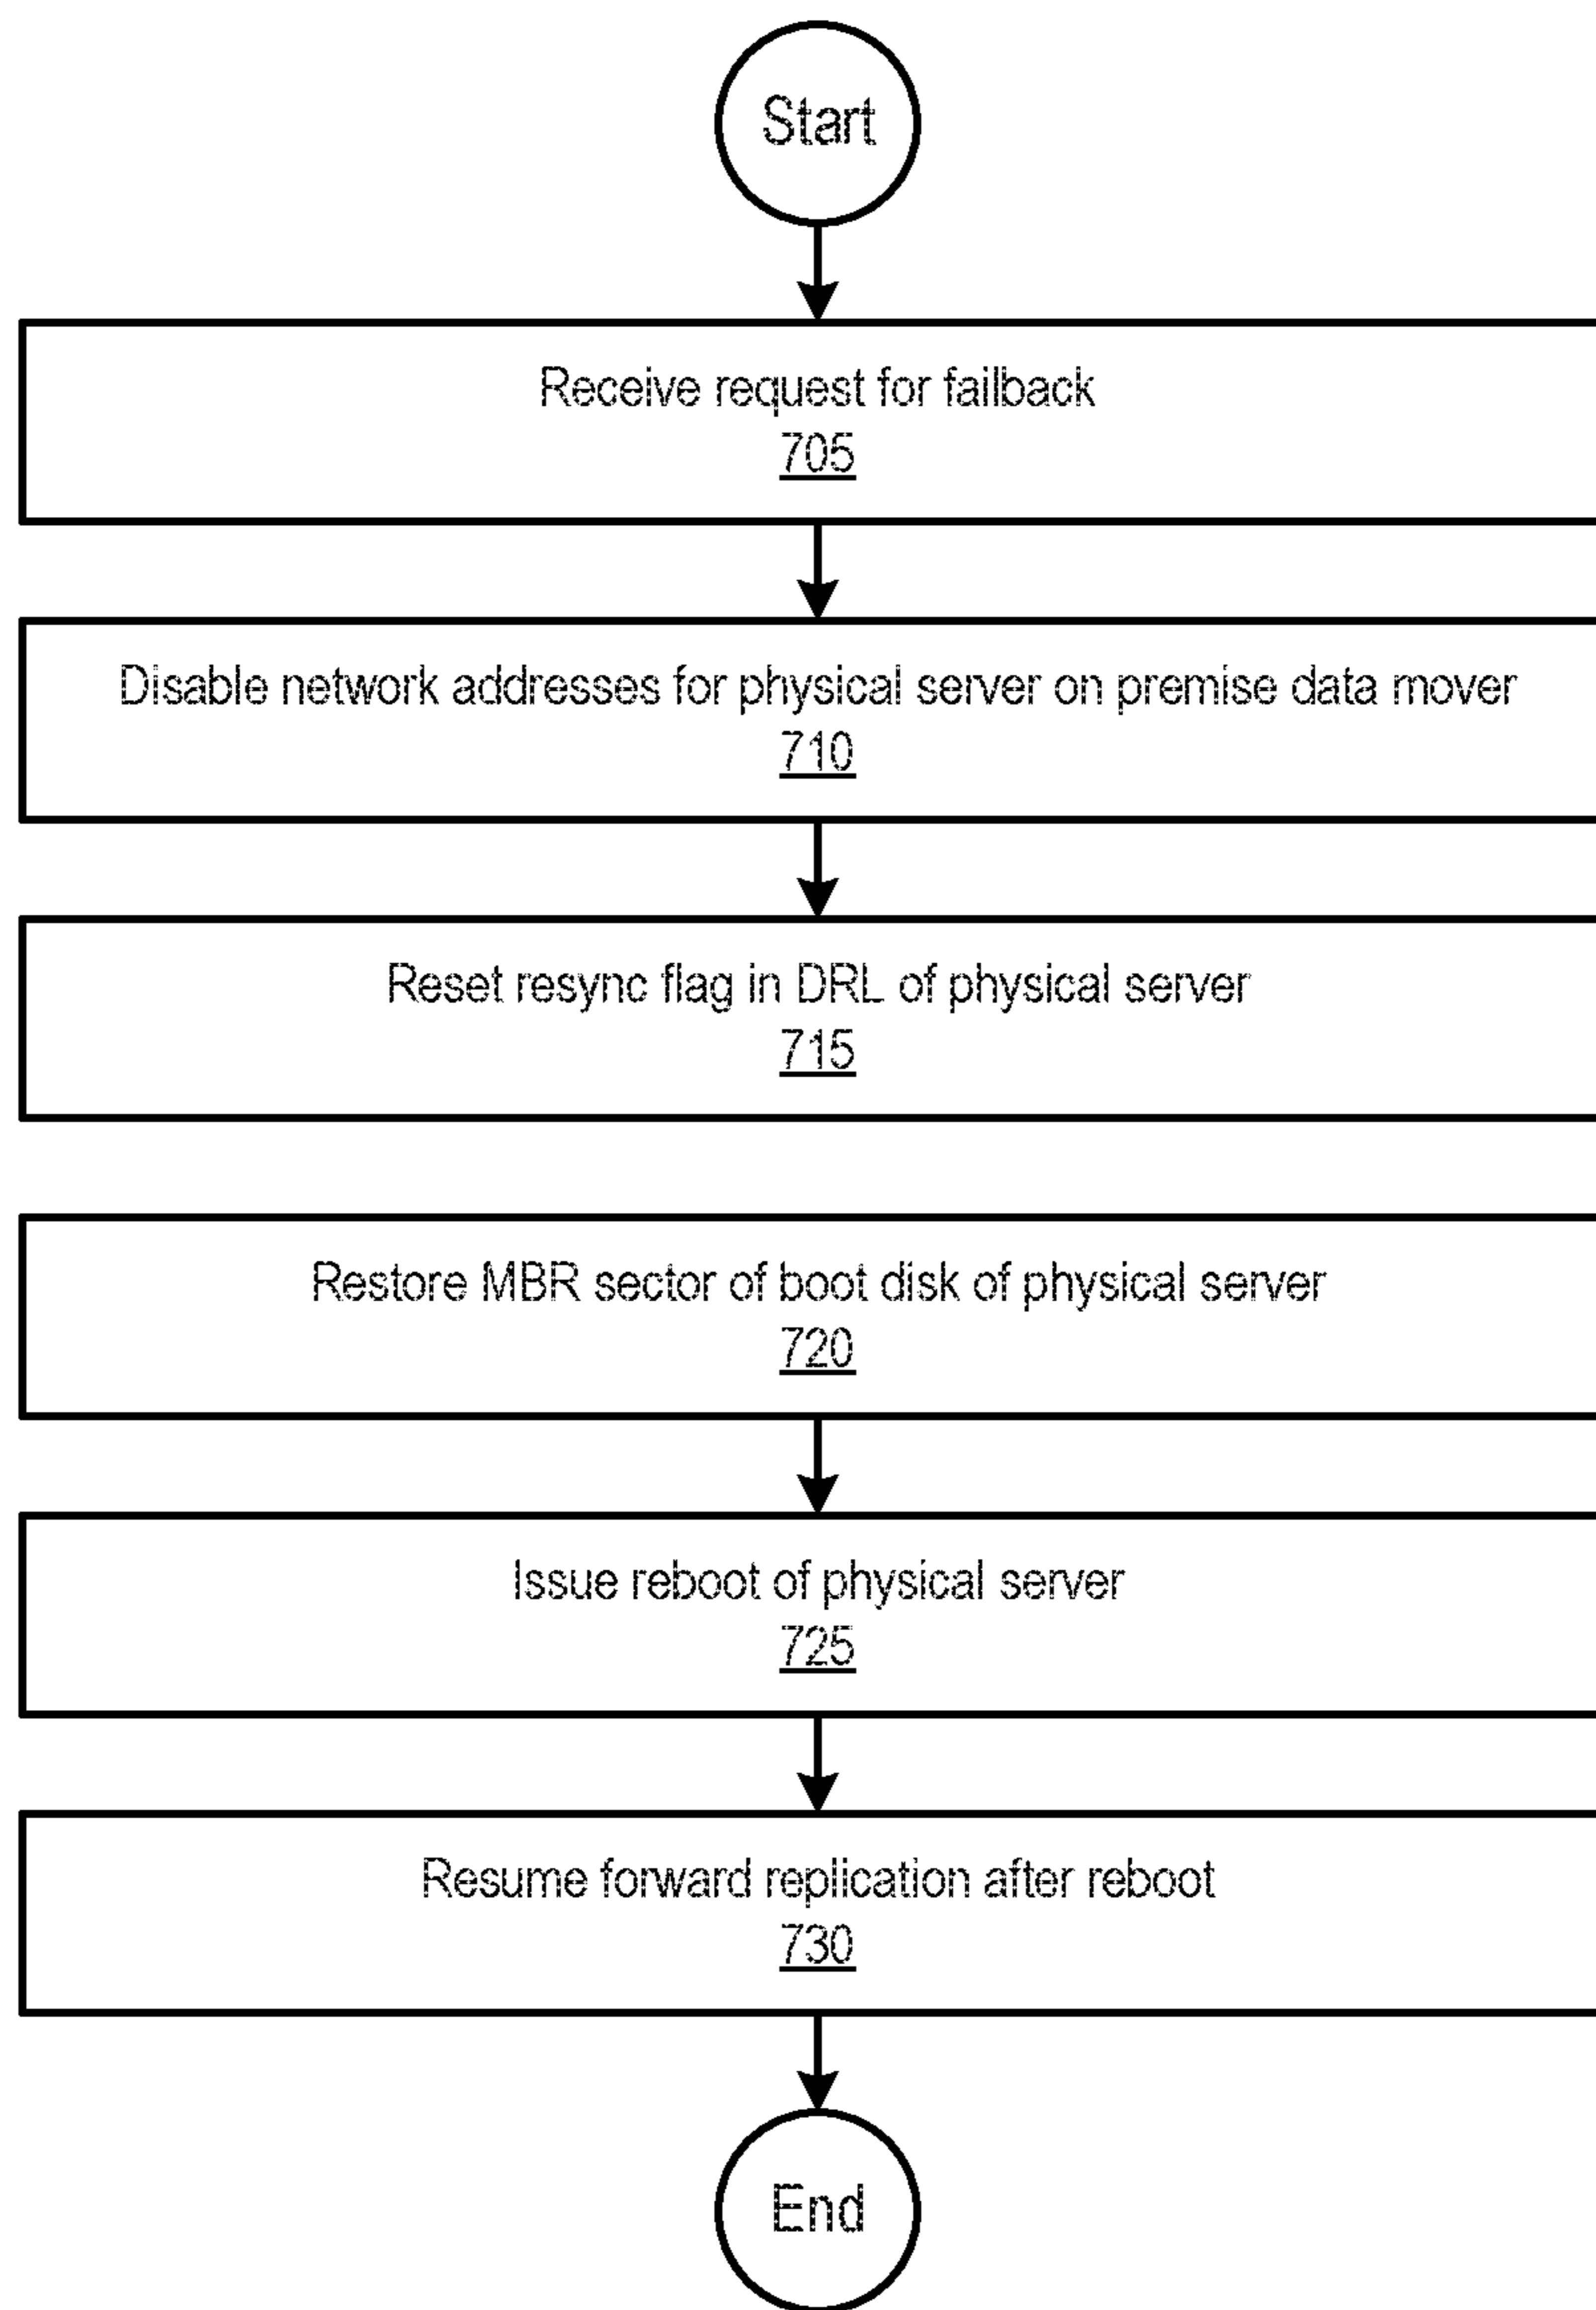 Start
Receive request for failback
705
Disable network addresses for physical server on premise data mover
710
Reset resync flag in DRL of physical server
715
Restore MBR sector of boot disk of physical server
720
Issue reboot of physical server
725
Resume forward replication after reboot
730
End